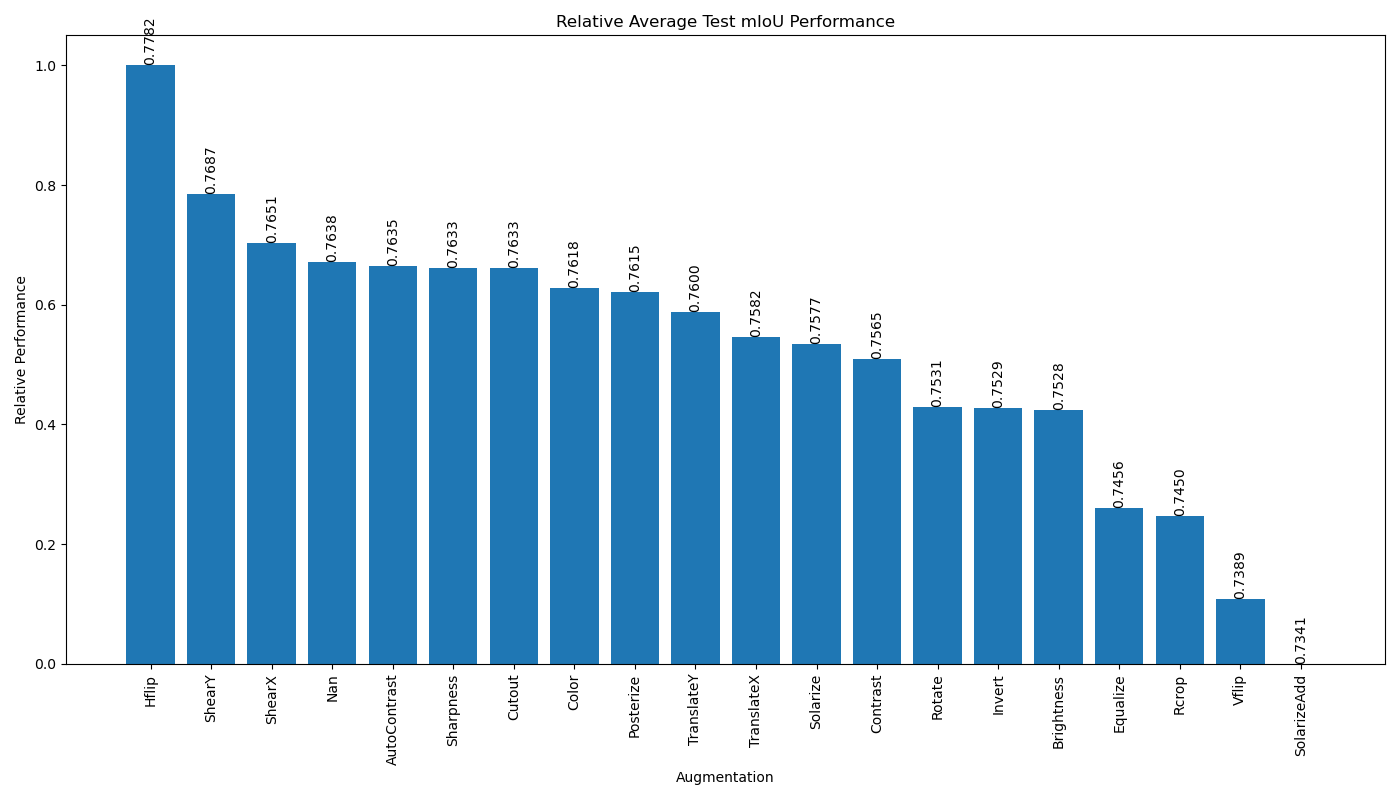 Relative Average Test mIoU Performance
Relative Performance
1.0
0.8
0.6
0.4
0.2
0.0
0.7782
0.7687
0.7651
0.7638
0.7635
0.7633
0.7633
0.7618
0.7615
0.7600
0.7582
0.7577
0.7565
0.7531
0.7529
0.7528
0.7456
0.7450
0.7389
0.7341
Hflip
ShearY
ShearX
Nan
AutoContrast
Sharpness
Cutout
Color
Posterize
TranslateY
TranslateX
Solarize
Contrast
Rotate
Invert
Brightness
Equalize
Rcrop
Vflip
SolarizeAdd
Augmentation